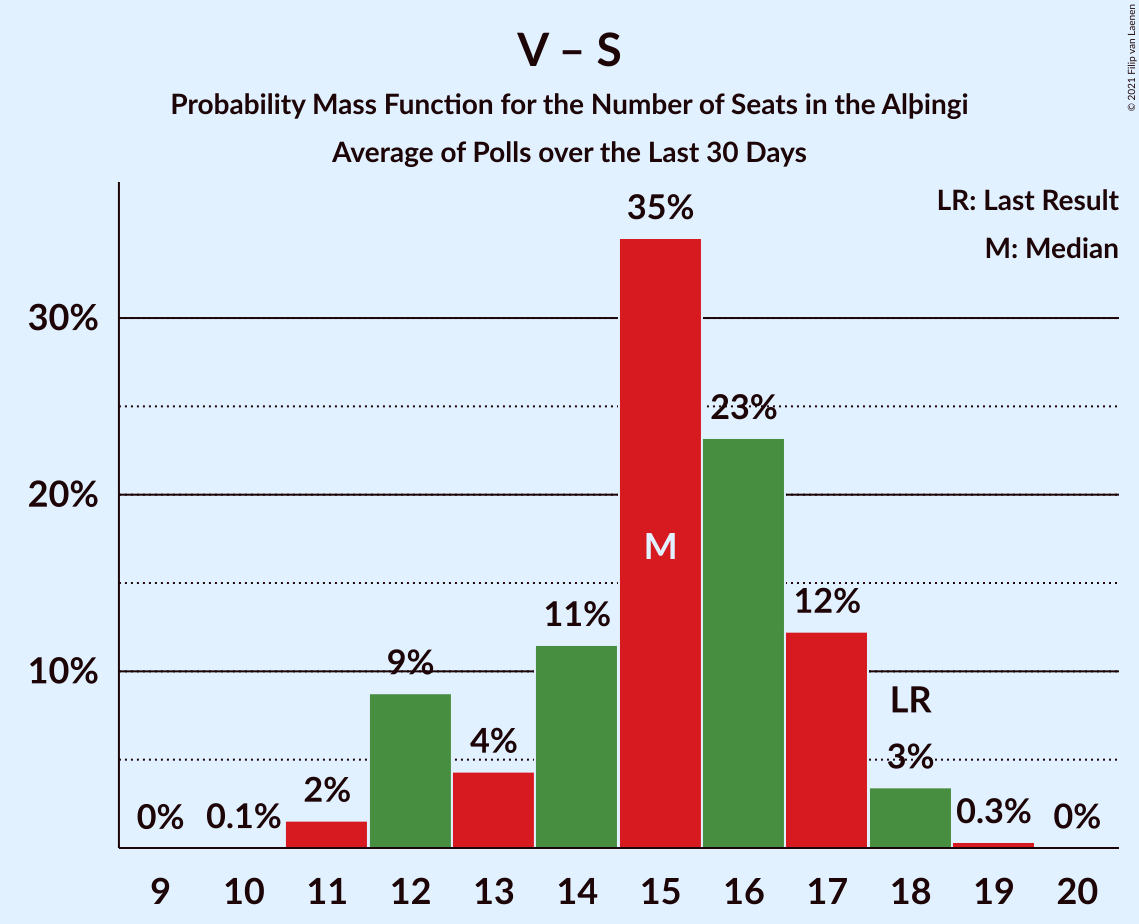 V – S
Probability Mass Function for the Number of Seats in the Alþingi
Average of Polls over the Last 30 Days
© 2021 Filip van Laenen
LR: Last Result
M: Median
30%
20%
10%
0%
0.1%
2%
9%
4%
11%
35%
M
23%
12%
LR
3%
0.3%
0%
9 10 11 12 13 14 15 16 17 18 19 20